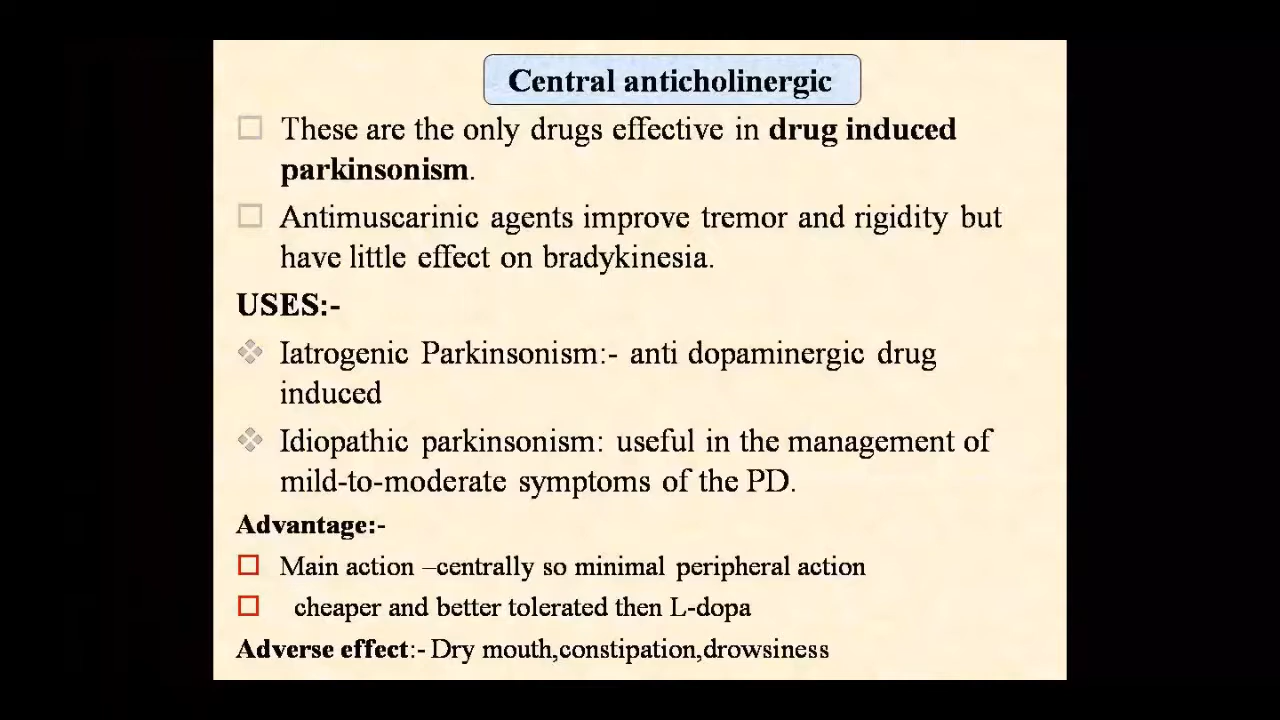 Central anticholinergic
These are the only drugs effective in drug induced
parkinsonism.
Antimuscarinic agents improve tremor and rigidity but
have little effect on bradykinesia.
USES:-
Iatrogenic Parkinsonism:- anti dopaminergic drug
induced
Idiopathic parkinsonism: useful in the management of
mild-to-moderate symptoms of the PD.
Advantage:-
Main action –centrally so minimal peripheral action
cheaper and better tolerated then L-dopa
Adverse effect:- Dry mouth,constipation,drowsiness